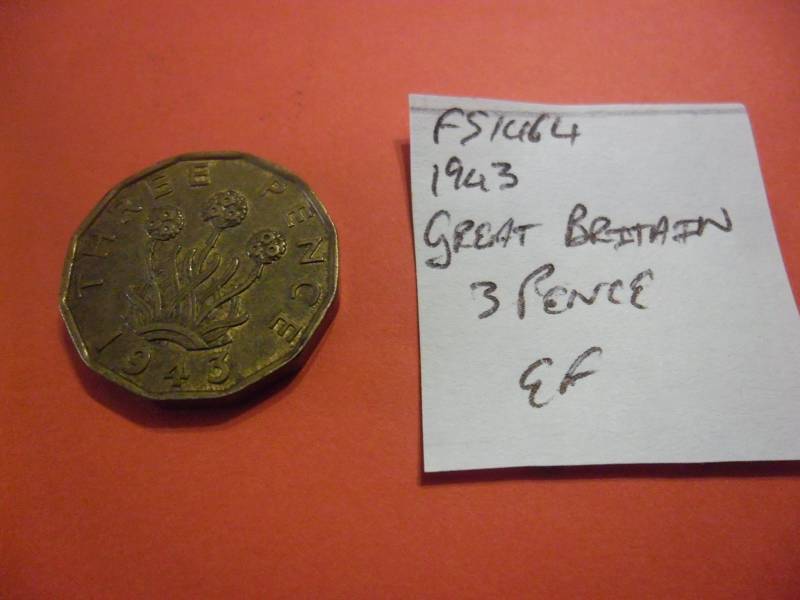 THREE PENCE
1943
FS1464
1943
GREAT BRITAIN
3 PENCE
EF